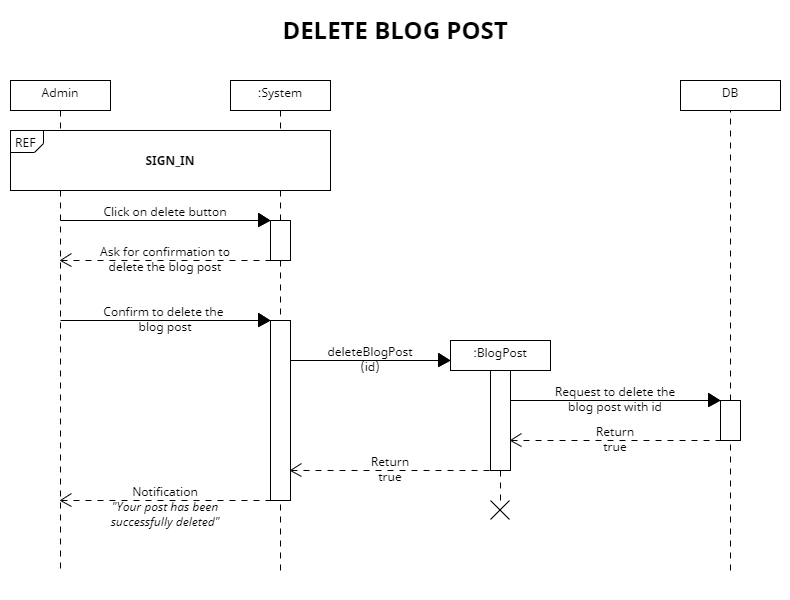 DELETE BLOG POST
Admin
:System
DB
REF
SIGN_IN
Click on delete button
Ask for confirmation to
delete the blog post
Confirm to delete the
blog post
deleteBlogPost
(id)
:BlogPost
Request to delete the
blog post with id
Return
true
Return
true
Notification
"Your post has been
successfully deleted"